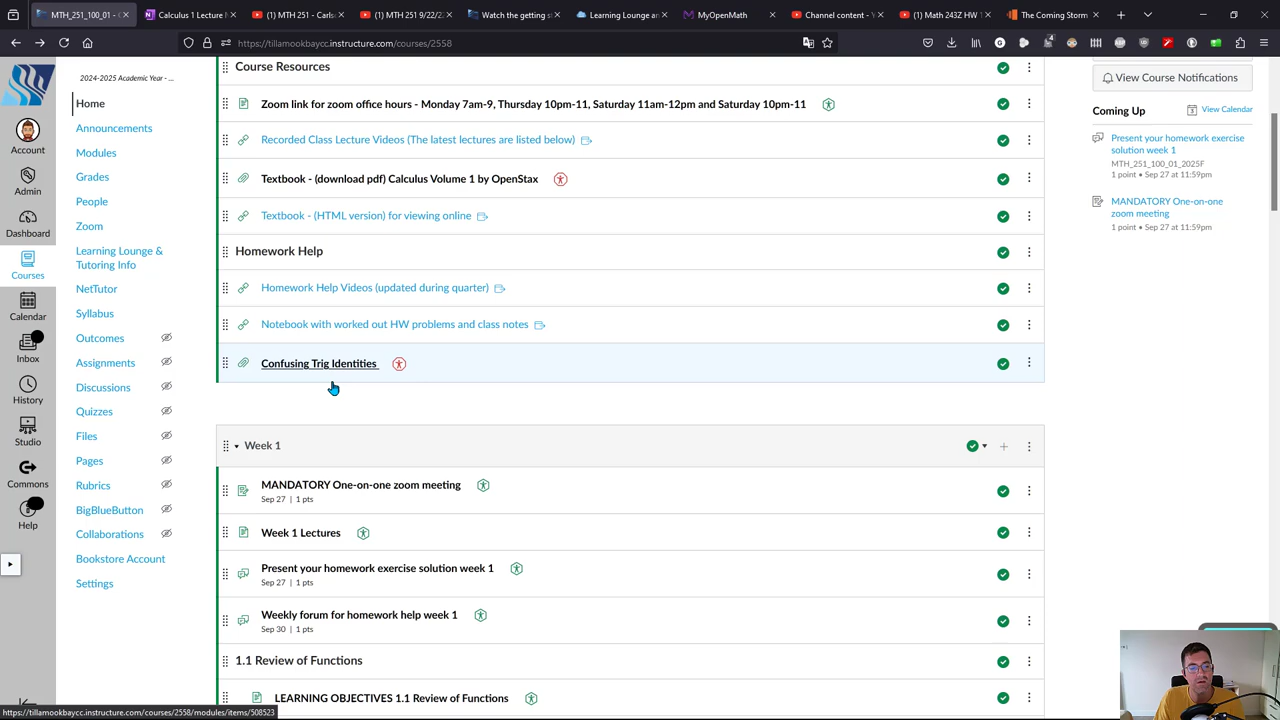 MTH_251_100_01 - C
Calculus 1 Lecture
MTH 251 - Carls
MTH 251 9/22/2
Watch the getting s
Learning Lounge an
MyOpenMa
Channel content -
Math 243Z HW 1
The Coming Storm
https://tillamookbaycc.instructure.com/courses/2558
2024-2025 Academic Year - ...
Account
Admin
Dashboard
Courses
Calendar
Inbox
History
Studio
Commons
Help
Home
Announcements
Modules
Grades
People
Zoom
Learning Lounge &
Tutoring Info
NetTutor
Syllabus
Outcomes
Assignments
Discussions
Quizzes
Files
Pages
Rubrics
BigBlueButton
Collaborations
Bookstore Account
Settings
Course Resources
Zoom link for zoom office hours - Monday 7am-9, Thursday 10pm-11, Saturday 11am-12pm and Saturday 10pm-11
Recorded Class Lecture Videos (The latest lectures are listed below)
Textbook - (download pdf) Calculus Volume 1 by OpenStax
Textbook - (HTML version) for viewing online
Homework Help
Homework Help Videos (updated during quarter)
Notebook with worked out HW problems and class notes
Confusing Trig Identities
Week 1
MANDATORY One-on-one zoom meeting
Sep 27 | 1 pts
Week 1 Lectures
Present your homework exercise solution week 1
Sep 27 | 1 pts
Weekly forum for homework help week 1
Sep 30 | 1 pts
1.1 Review of Functions
LEARNING OBJECTIVES 1.1 Review of Functions
View Course Notifications
Coming Up
View Calendar
Present your homework exercise
solution week 1
MTH_251_100_01_2025F
1 point • Sep 27 at 11:59pm
MANDATORY One-on-one
zoom meeting
1 point • Sep 27 at 11:59pm
https://tillamookbaycc.instructure.com/courses/2558/modules/items/508523